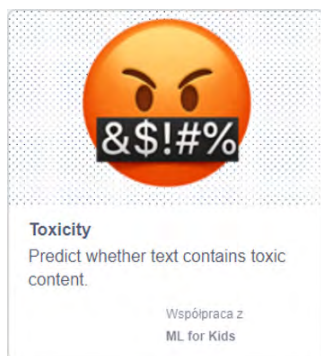 &$!#%
Toxicity
Predict whether text contains toxic
content.
Współpraca z
ML for Kids